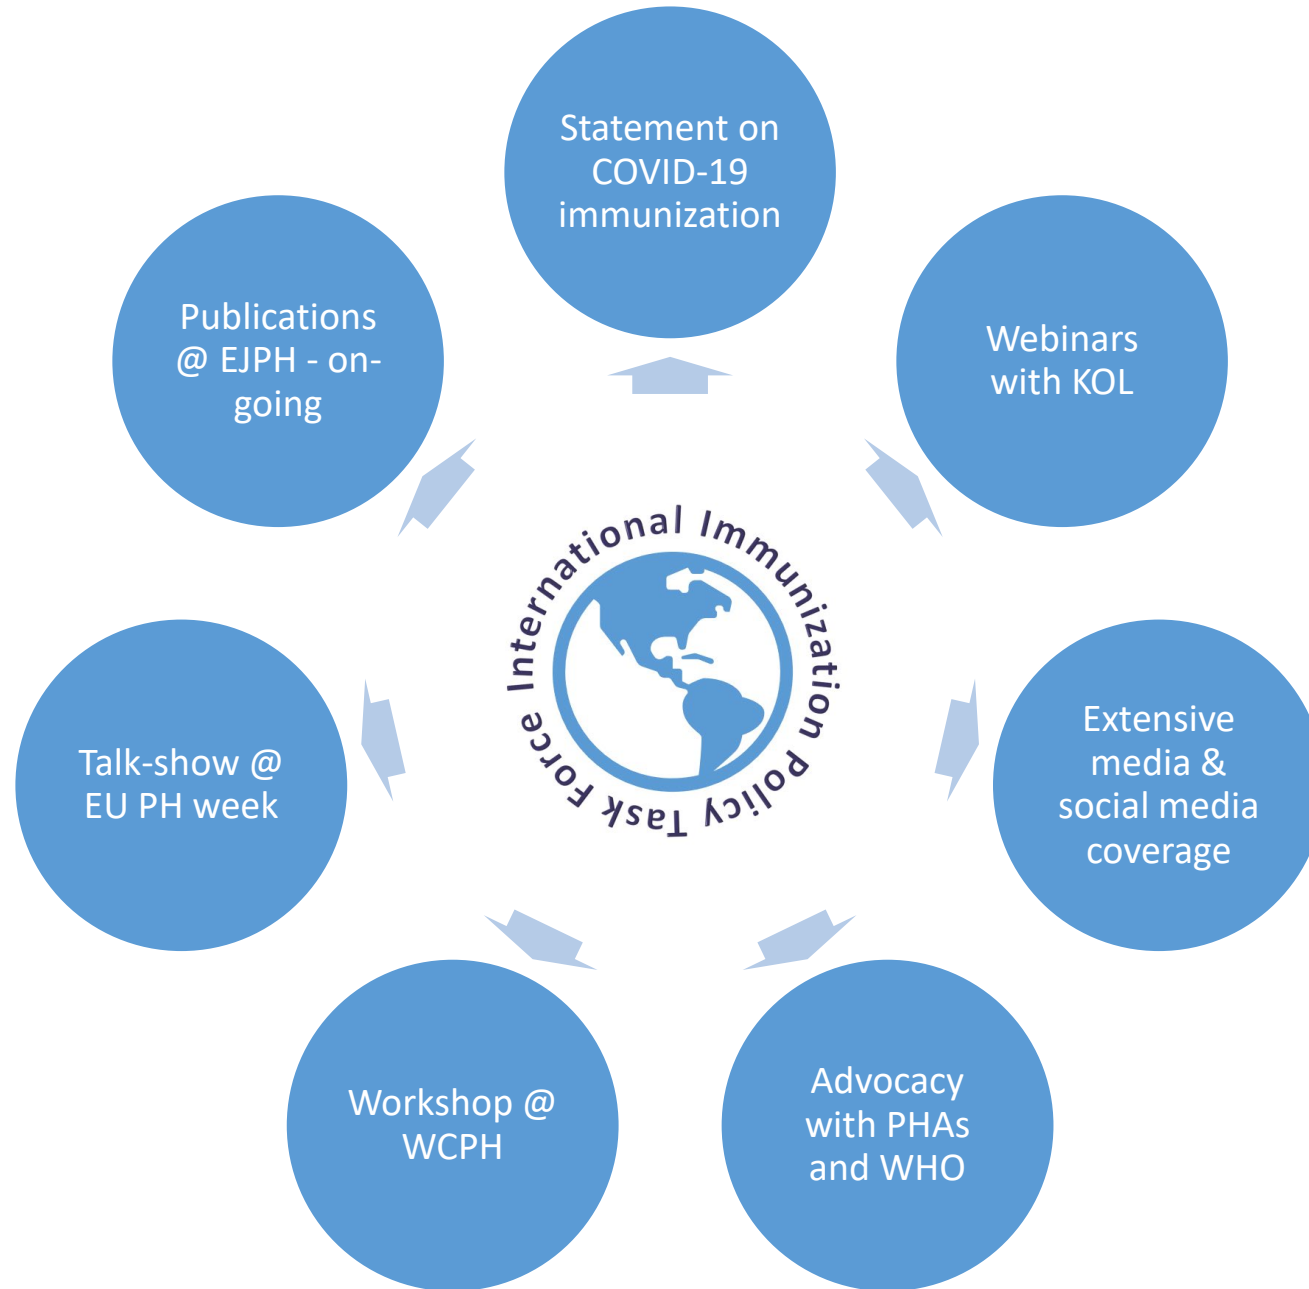 Statement on
COVID-19
immunization
Webinars
with KOL
Extensive
media &
social media
coverage
Advocacy
with PHAs
and WHO
Workshop @
WCPH
Talk-show @
EU PH week
Publications
@ EJPH - on-
going
International Immunization Policy Task Force